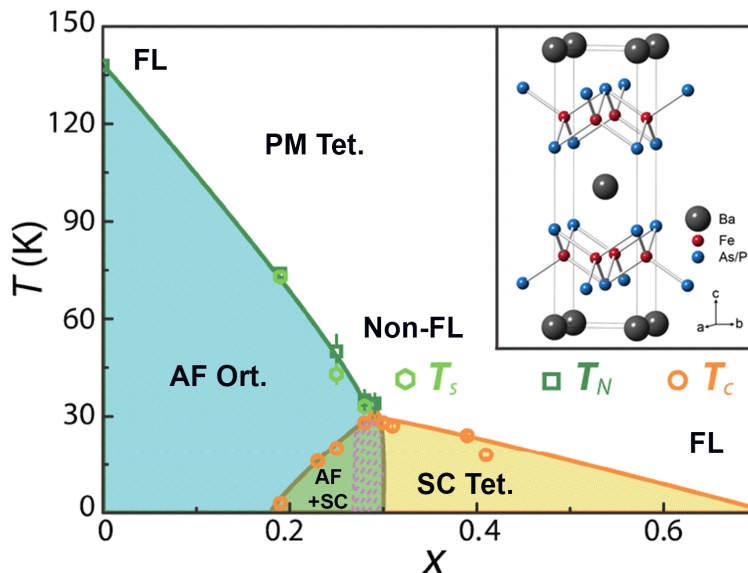 150
120
90
60
30
0
T (K)
FL
PM Tet.
Non-FL
AF Ort.
Ts
TN
Tc
FL
AF
+SC
SC Tet.
0
0.2
0.4
0.6
x
Ba
Fe
As/P
c
a
b